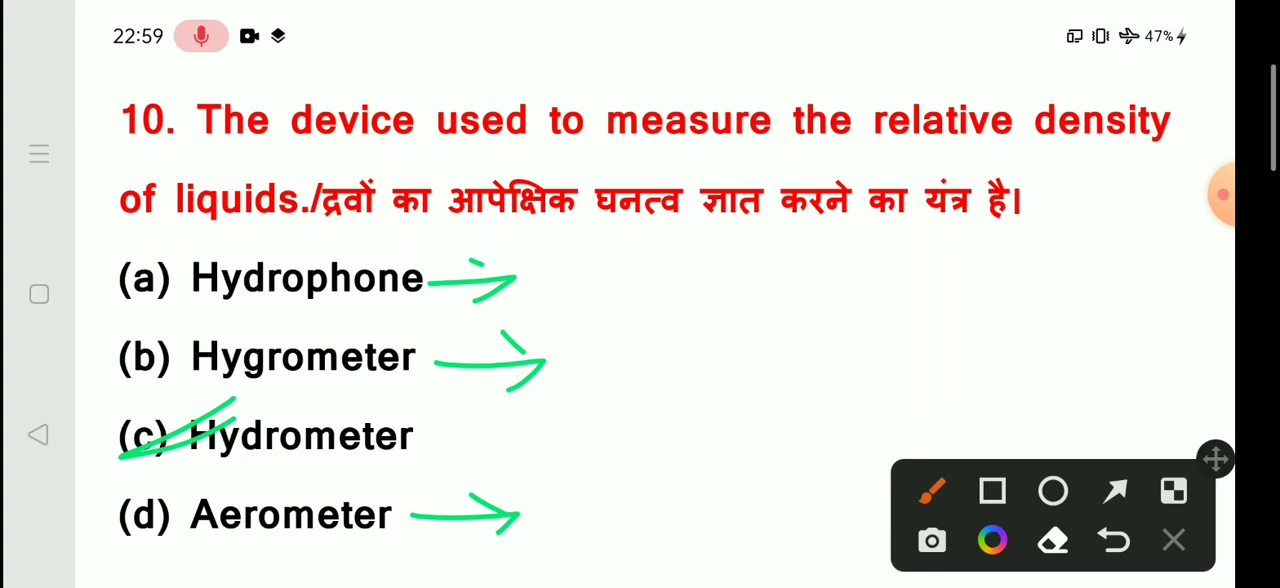 22:59
47%
10. The device used to measure the relative density
of liquids./द्रवों का आपेक्षिक घनत्व ज्ञात करने का यंत्र है।
(a) Hydrophone
(b) Hygrometer
(c) Hydrometer
(d) Aerometer